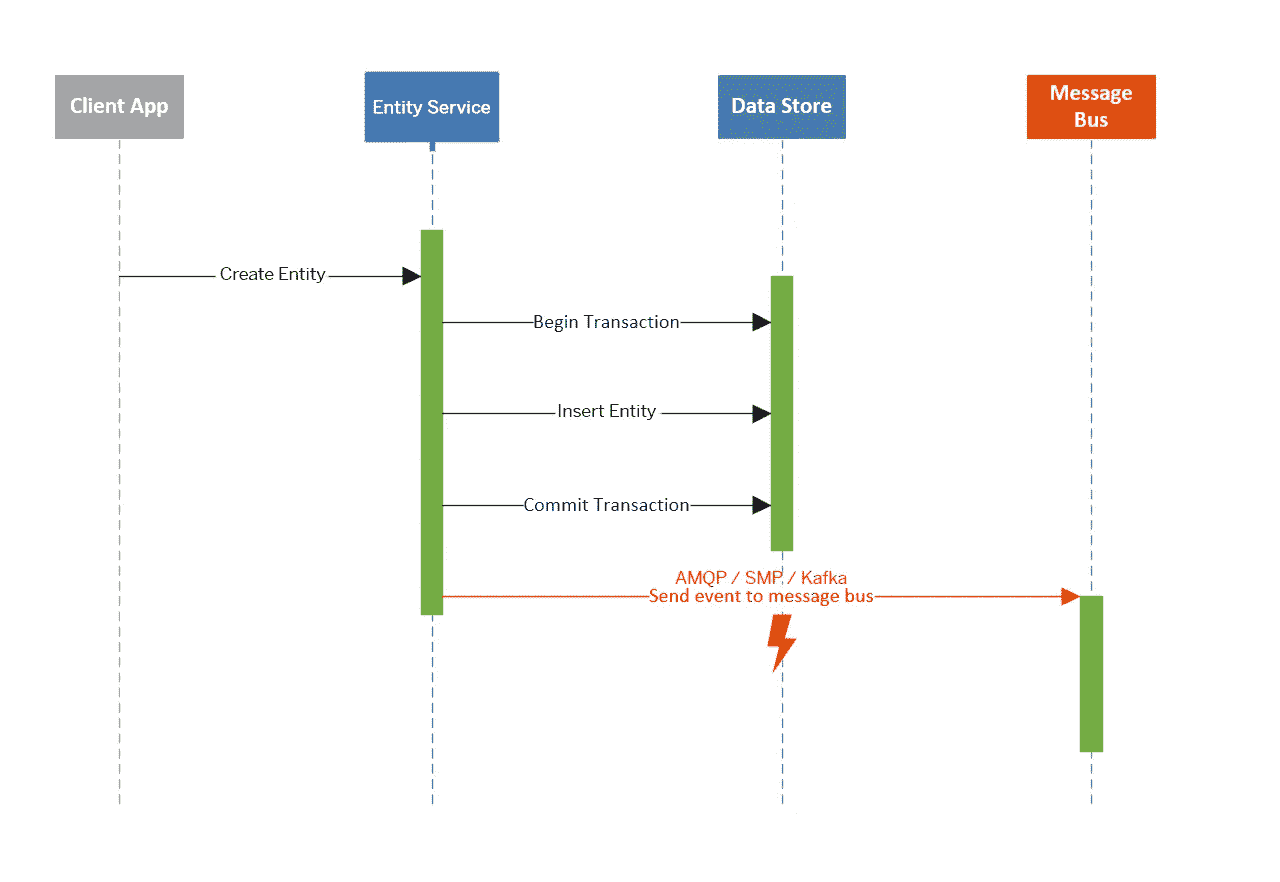 Client App
Entity Service
Data Store
Message
Bus
Create Entity
Begin Transaction
Insert Entity
Commit Transaction
AMQP / SMP / Kafka
Send event to message bus